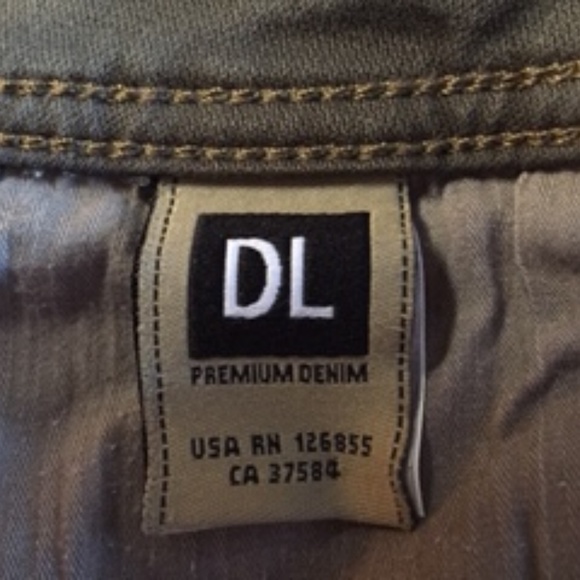 DL
PREMIUM DENIM
USA RN 126855
CA 37584